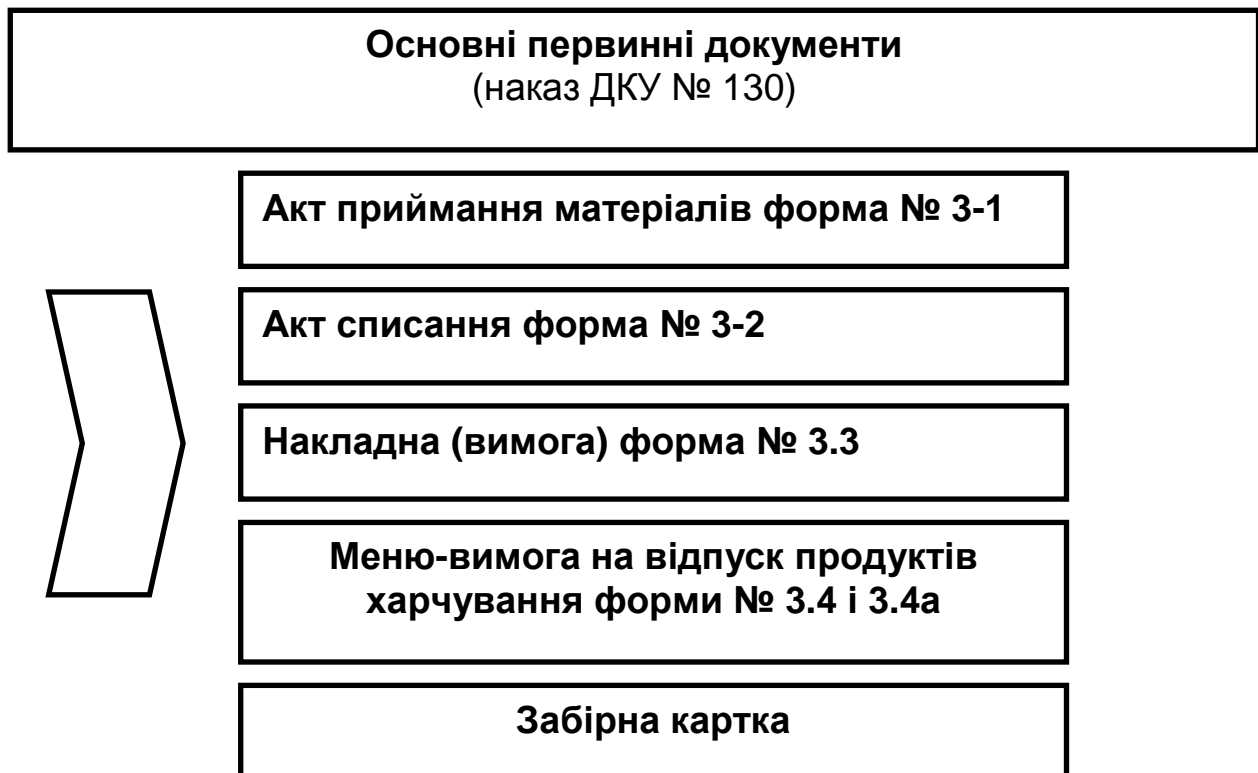 Основні первинні документи
(наказ ДКУ № 130)
Акт приймання матеріалів форма № 3-1
Акт списання форма № 3-2
Накладна (вимога) форма № 3.3
Меню-вимога на відпуск продуктів
харчування форми № 3.4 і 3.4а
Забірна картка